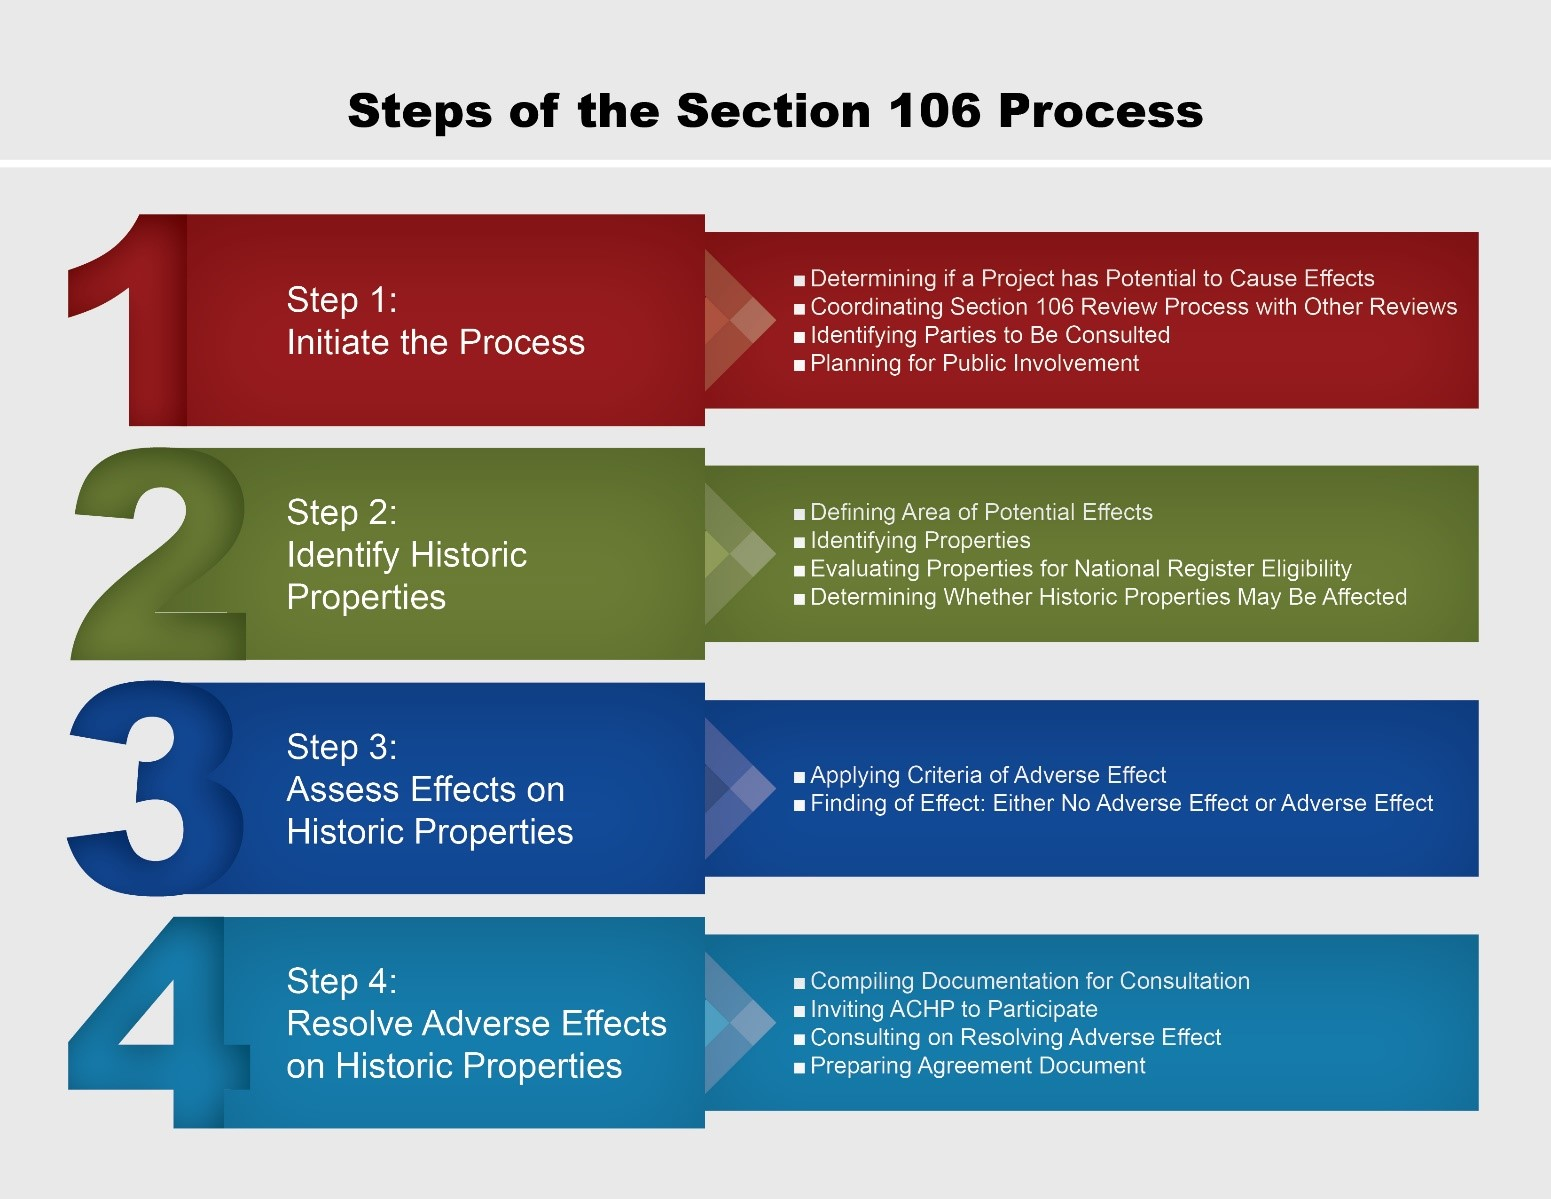 Steps of the Section 106 Process
1
Step 1:
Initiate the Process
■ Determining if a Project has Potential to Cause Effects
■ Coordinating Section 106 Review Process with Other Reviews
■ Identifying Parties to Be Consulted
■ Planning for Public Involvement
2
Step 2:
Identify Historic
Properties
■ Defining Area of Potential Effects
■ Identifying Properties
■ Evaluating Properties for National Register Eligibility
■ Determining Whether Historic Properties May Be Affected
3
Step 3:
Assess Effects on
Historic Properties
■ Applying Criteria of Adverse Effect
■ Finding of Effect: Either No Adverse Effect or Adverse Effect
4
Step 4:
Resolve Adverse Effects
on Historic Properties
■ Compiling Documentation for Consultation
■ Inviting ACHP to Participate
■ Consulting on Resolving Adverse Effect
■ Preparing Agreement Document